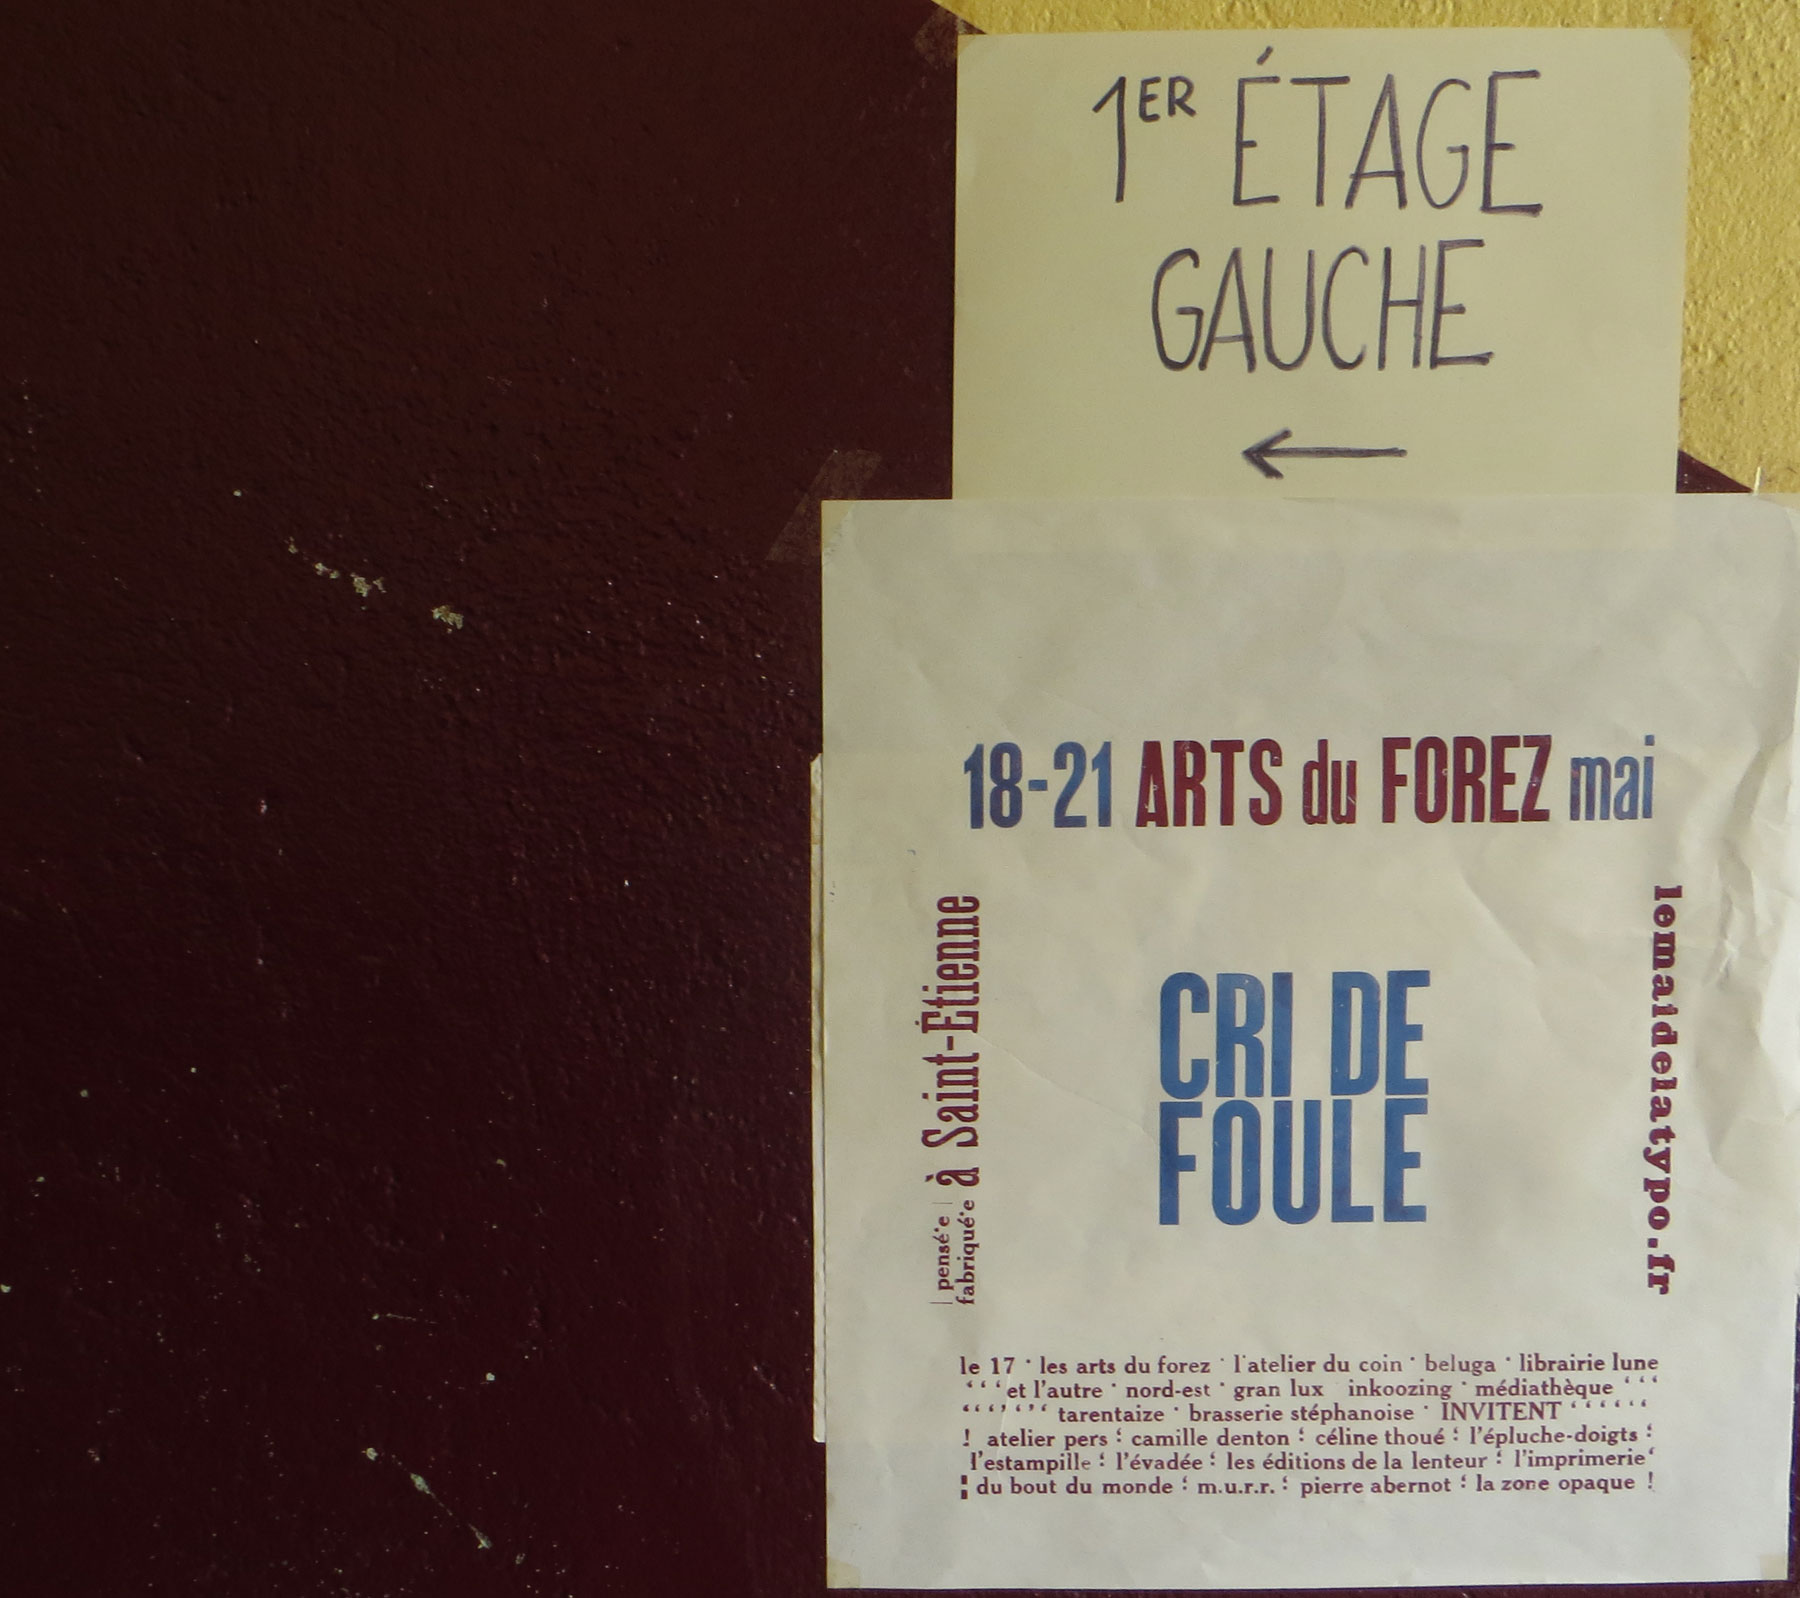 1ER ÉTAGE
GAUCHE
←
18-21 ARTS du FOREZ mai
pensé·e
fabriqué·e
à Saint-Étienne
CRI DE
FOULE
lemaidelatypo.fr
le 17 · les arts du forez · l'atelier du coin · beluga · librairie lune
‘ ‘ ‘ et l'autre · nord-est · gran lux inkoozing · médiathèque ‘ ‘ ‘
‘ ‘ ‘ ’ ‘ ’ ‘ tarentaize · brasserie stéphanoise · INVITENT ‘ ‘ ‘ ‘ ‘ ‘
! atelier pers ‘ camille denton ‘ céline thoué ‘ l'épluche-doigts ‘
l'estampille ‘ l'évadée ‘ les éditions de la lenteur ‘ l'imprimerie ‘
du bout du monde ‘ m.u.r.r. ‘ pierre abernot ‘ la zone opaque !